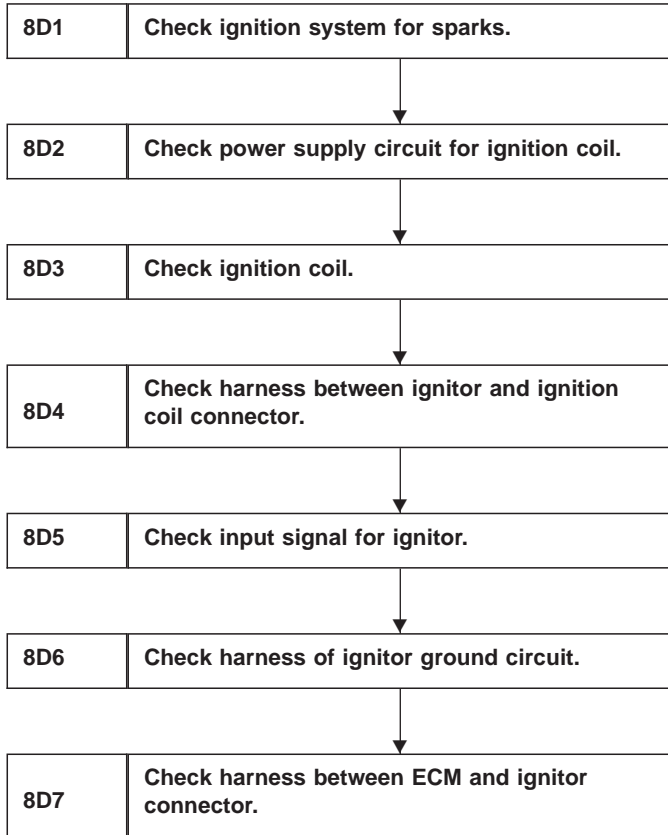 8D1 Check ignition system for sparks.
8D2 Check power supply circuit for ignition coil.
8D3 Check ignition coil.
8D4 Check harness between ignitor and ignition
coil connector.
8D5 Check input signal for ignitor.
8D6 Check harness of ignitor ground circuit.
8D7 Check harness between ECM and ignitor
connector.